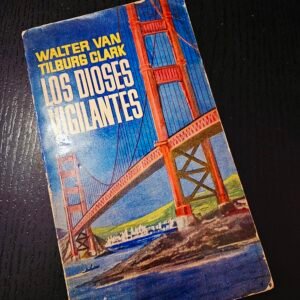 WALTER VAN
TILBURG CLARK
LOS DIOSES
VIGILANTES